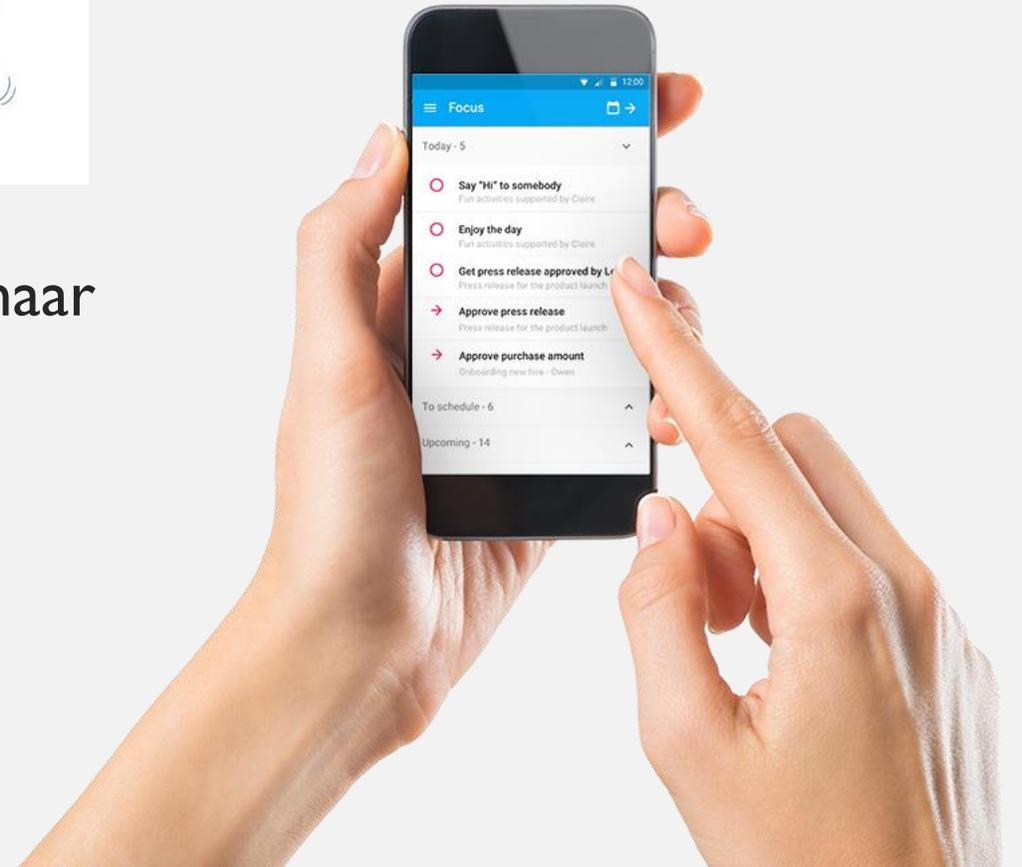 naar
12:00
Focus
Today - 5
Say "Hi" to somebody
Fun activities supported by Claire
Enjoy the day
Fun activities supported by Claire
Get press release approved by
Press release for the product launch
Approve press release
Press release for the product launch
Approve purchase amount
Onboarding new hire - Owen
To schedule - 6
Upcoming - 14